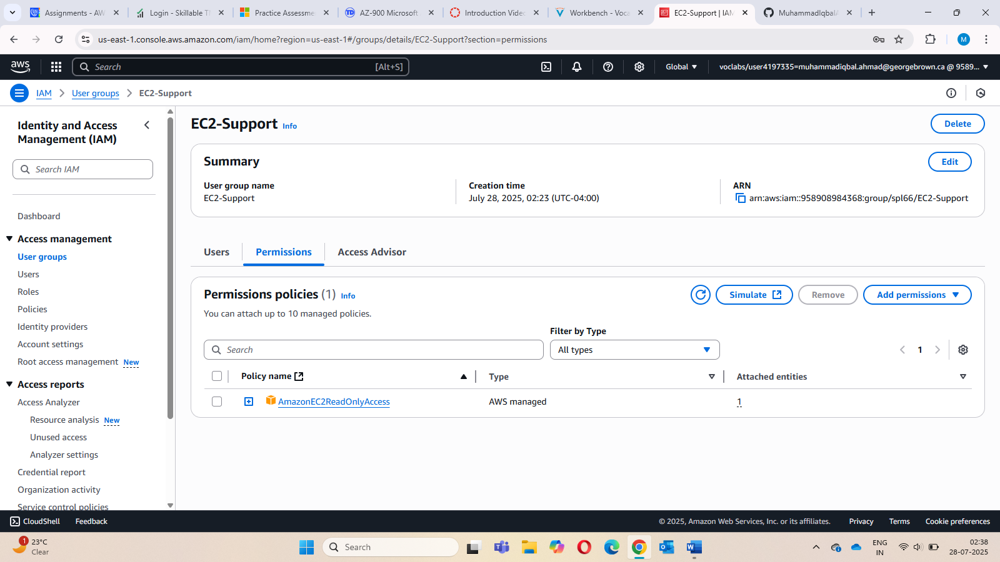 Assignments - AW
Login - Skillable T
Practice Assessme
AZ-900 Microsoft
Introduction Vide
Workbench - Voca
EC2-Support | IAM
MuhammadIqbalA
us-east-1.console.aws.amazon.com/iam/home?region=us-east-1#/groups/details/EC2-Support?section=permissions
M
aws
Search [Alt+S]
Global
voclabs/user4197335=muhammadiqbal.ahmad@georgebrown.ca @ 9589...
IAM > User groups > EC2-Support
Identity and Access
Management (IAM)
Search IAM
Dashboard
Access management
User groups
Users
Roles
Policies
Identity providers
Account settings
Root access management New
Access reports
Access Analyzer
Resource analysis New
Unused access
Analyzer settings
Credential report
Organization activity
Service control policies
EC2-Support Info
Delete
Summary
Edit
User group name
EC2-Support
Creation time
July 28, 2025, 02:23 (UTC-04:00)
ARN
arn:aws:iam::958908984368:group/spl66/EC2-Support
Users
Permissions
Access Advisor
Permissions policies (1) Info
Simulate
Remove
Add permissions
You can attach up to 10 managed policies.
Filter by Type
Search
All types
1
Policy name Type Attached entities
AmazonEC2ReadOnlyAccess AWS managed 1
CloudShell Feedback
© 2025, Amazon Web Services, Inc. or its affiliates. Privacy Terms Cookie preferences
1
23°C
Clear
Search
ENG
IN
02:38
28-07-2025